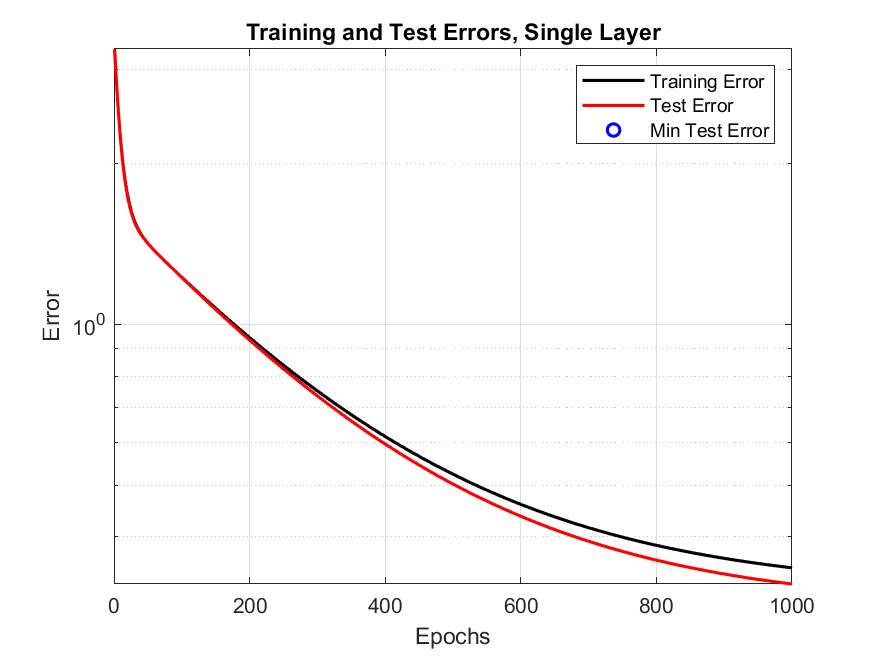 Training and Test Errors, Single Layer
Training Error
Test Error
Min Test Error
Error
10^0
0 200 400 600 800 1000
Epochs